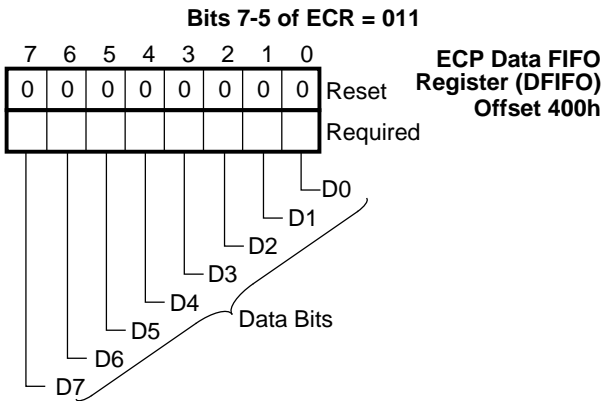 Bits 7-5 of ECR = 011
7 6 5 4 3 2 1 0
ECP Data FIFO
Register (DFIFO)
Offset 400h
0 0 0 0 0 0 0 0 Reset
Required
D0
D1
D2
D3
D4
Data Bits
D5
D6
D7